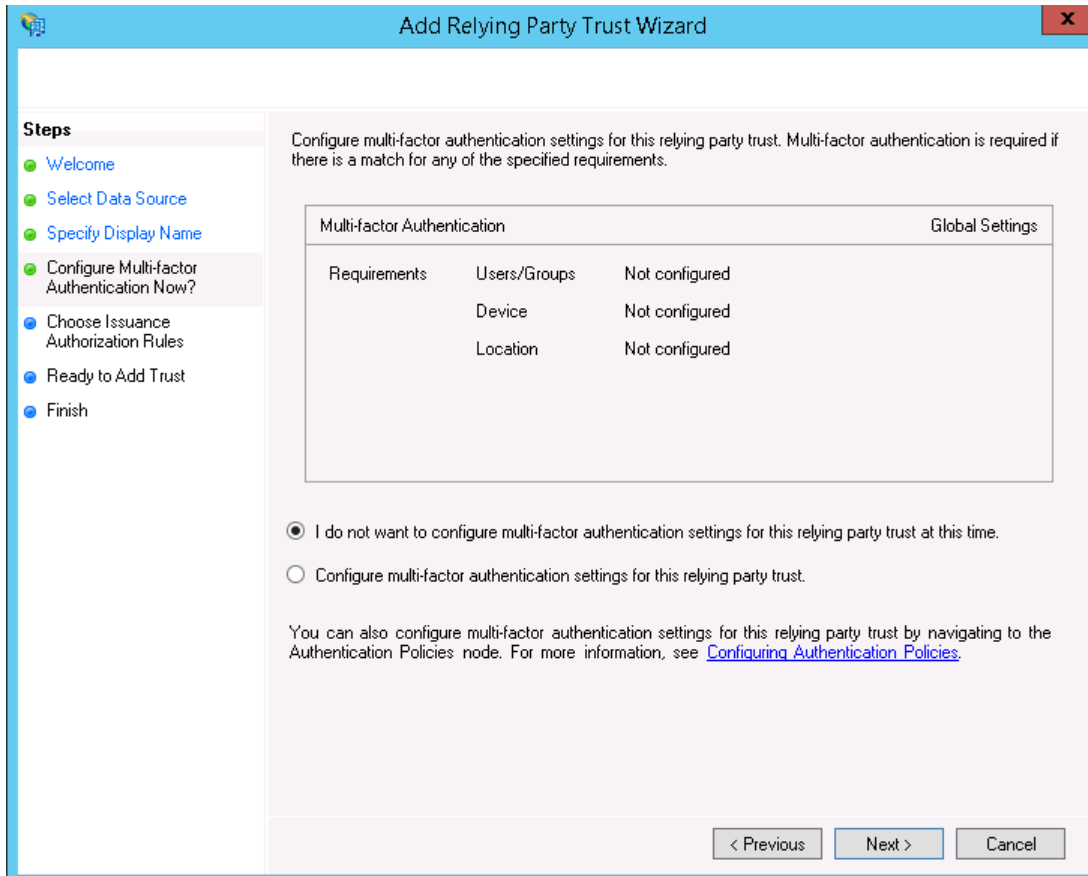 Add Relying Party Trust Wizard
x
Steps
Welcome
Select Data Source
Specify Display Name
Configure Multi-factor
Authentication Now?
Choose Issuance
Authorization Rules
Ready to Add Trust
Finish
Configure multi-factor authentication settings for this relying party trust. Multi-factor authentication is required if
there is a match for any of the specified requirements.
Multi-factor Authentication Global Settings
Requirements Users/Groups Not configured
Device Not configured
Location Not configured
I do not want to configure multi-factor authentication settings for this relying party trust at this time.
Configure multi-factor authentication settings for this relying party trust.
You can also configure multi-factor authentication settings for this relying party trust by navigating to the
Authentication Policies node. For more information, see Configuring Authentication Policies.
< Previous Next > Cancel